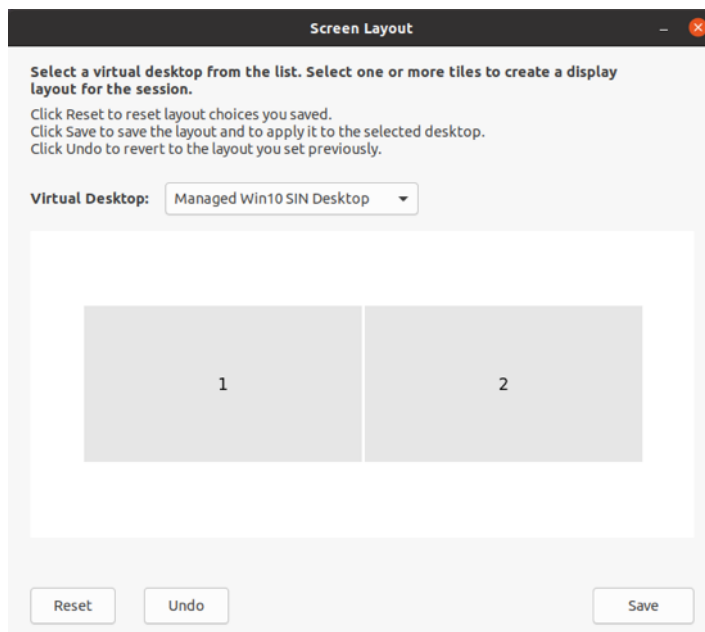 Screen Layout
Select a virtual desktop from the list. Select one or more tiles to create a display
layout for the session.
Click Reset to reset layout choices you saved.
Click Save to save the layout and to apply it to the selected desktop.
Click Undo to revert to the layout you set previously.
Virtual Desktop: Managed Win10 SIN Desktop
1 2
Reset Undo Save